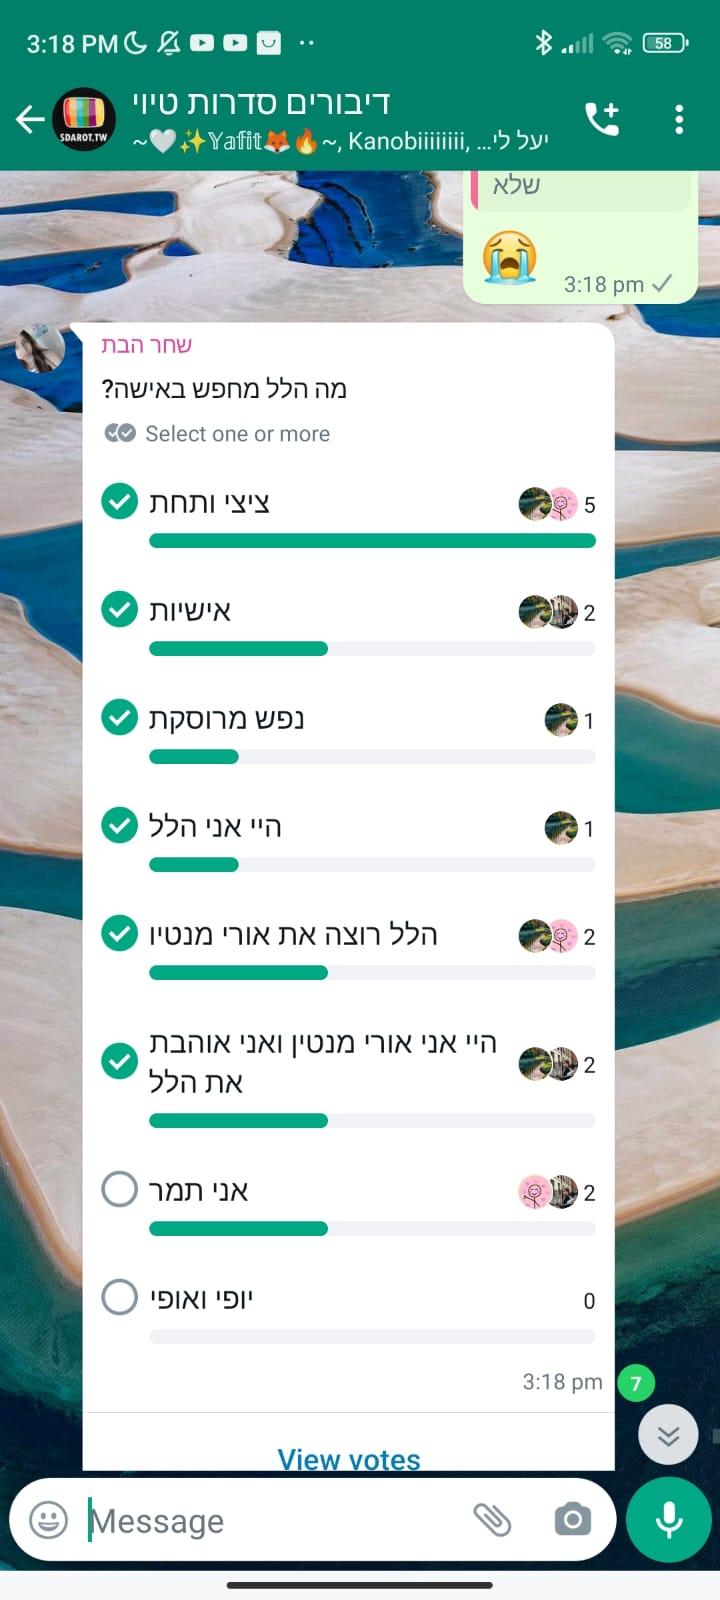 3:18 PM
58
דיבורים סדרות טיוי
~🤍✨𝕐𝕒𝕗𝕚𝕥🦊🔥~, Kanobiiiiiiii, ...יעל לי
SDAROT.TW
שלא
😭
3:18 pm
שחר הבת
מה הלל מחפש באישה?
Select one or more
ציצי ותחת
5
אישיות
2
נפש מרוסקת
1
היי אני הלל
1
הלל רוצה את אורי מנטיו
2
היי אני אורי מנטין ואני אוהבת
את הלל
2
אני תמר
2
יופי ואופי
0
3:18 pm
7
View votes
Message